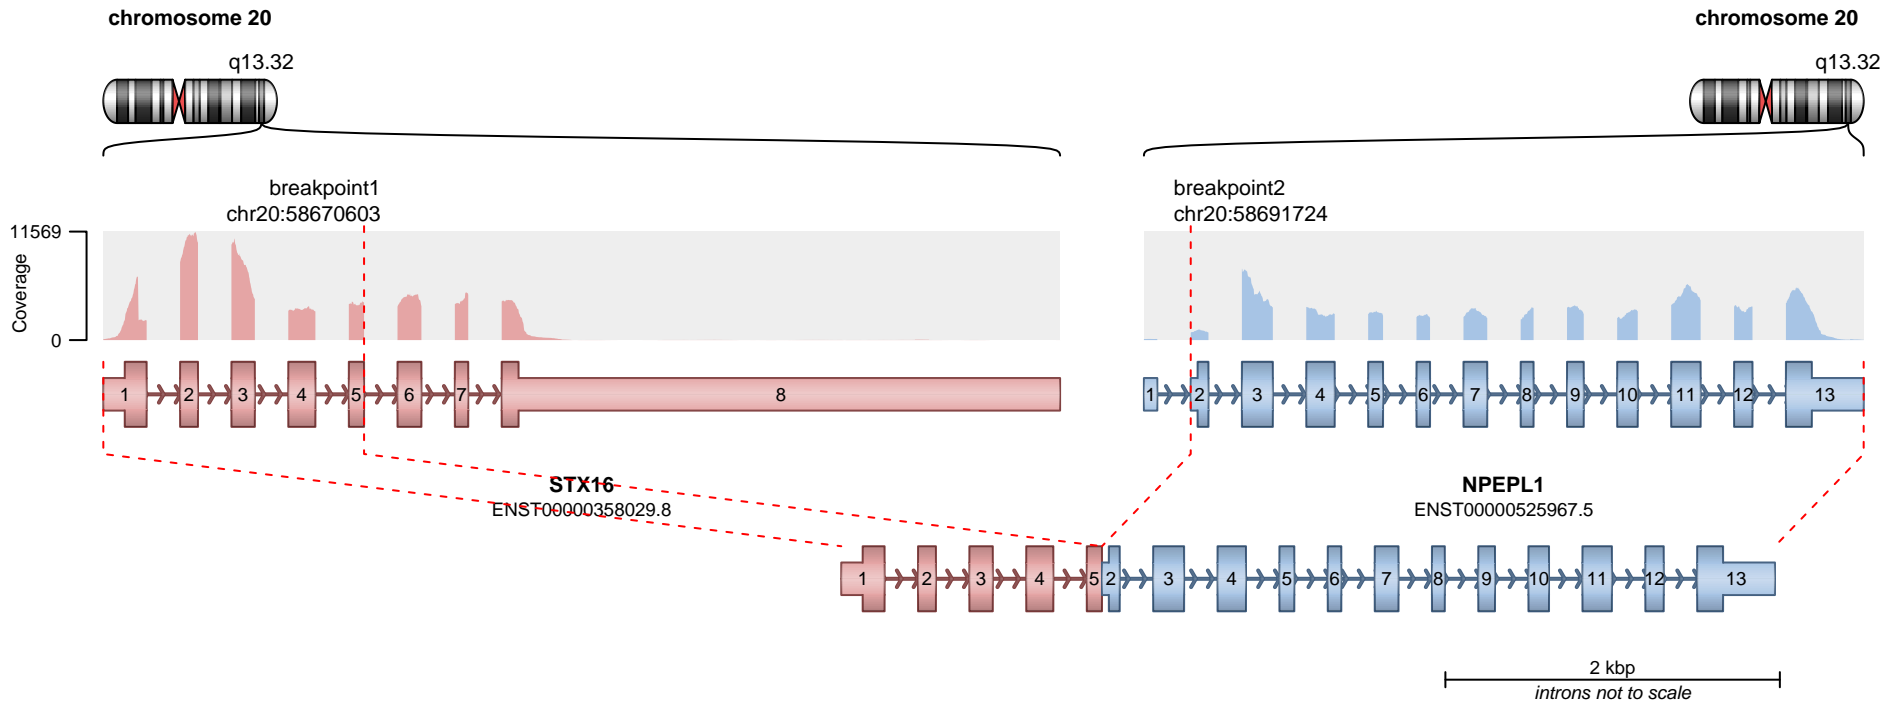 chromosome 20
chromosome 20
q13.32
q13.32
breakpoint1
chr20:58670603
breakpoint2
chr20:58691724
11569
Coverage
0
1 2 3 4 5 6 7 8
1 2 3 4 5 6 7 8 9 10 11 12 13
STX16
ENST00000358029.8
NPEPL1
ENST00000525967.5
1 2 3 4 5 2 3 4 5 6 7 8 9 10 11 12 13
2 kbp
introns not to scale